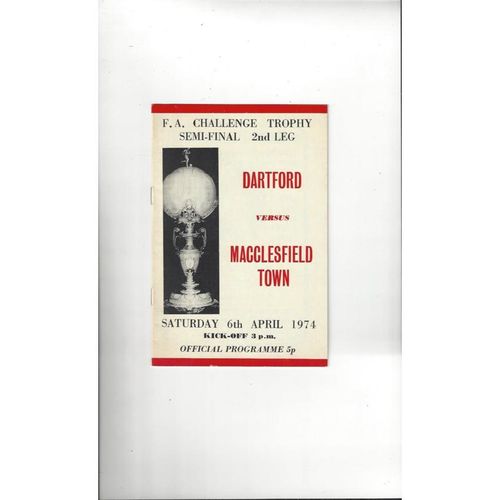 F.A. CHALLENGE TROPHY
SEMI-FINAL 2nd LEG
DARTFORD
VERSUS
MACCLESFIELD
TOWN
SATURDAY 6th APRIL 1974
KICK-OFF 3 p.m.
OFFICIAL PROGRAMME 5p